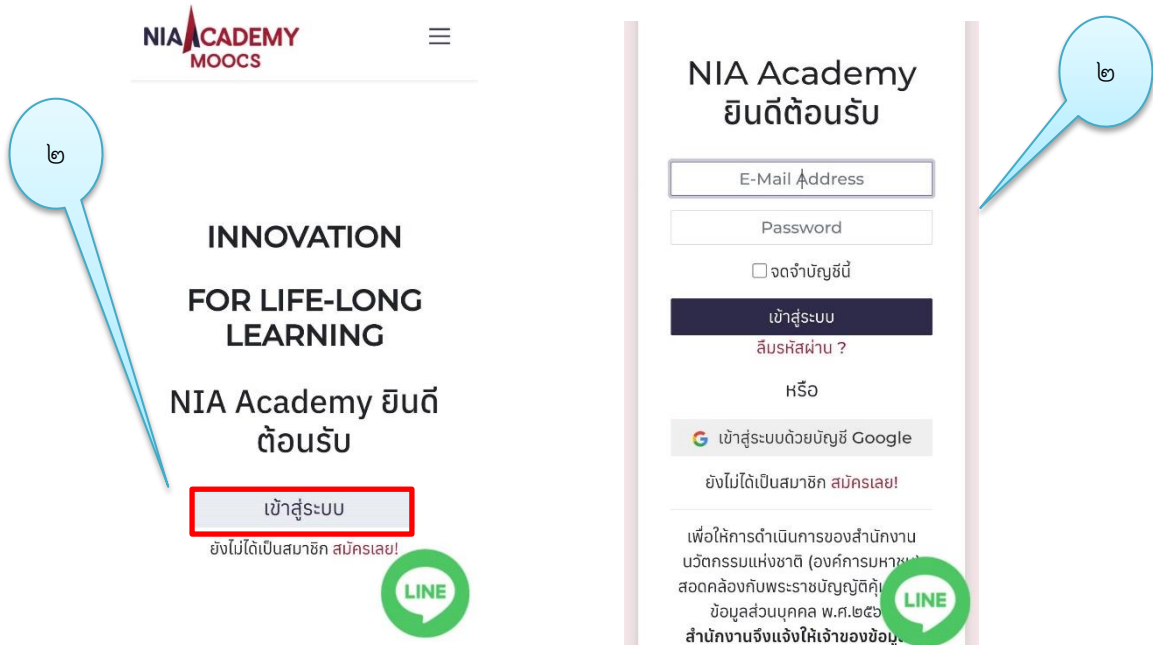 NIA ACADEMY
MOOCS
๒
INNOVATION
FOR LIFE-LONG
LEARNING
NIA Academy ยินดี
ต้อนรับ
เข้าสู่ระบบ
ยังไม่ได้เป็นสมาชิก สมัครเลย!
LINE
๒
NIA Academy
ยินดีต้อนรับ
E-Mail Address
Password
จดจำบัญชีนี้
เข้าสู่ระบบ
ลืมรหัสผ่าน ?
หรือ
G เข้าสู่ระบบด้วยบัญชี Google
ยังไม่ได้เป็นสมาชิก สมัครเลย!
เพื่อให้การดำเนินการของสำนักงาน
นวัตกรรมแห่งชาติ (องค์การมหาชน)
สอดคล้องกับพระราชบัญญัติ
ข้อมูลส่วนบุคคล พ.ศ.๒๕๖
สำนักงานจึงแจ้งให้เจ้าของข้อมูล
LINE